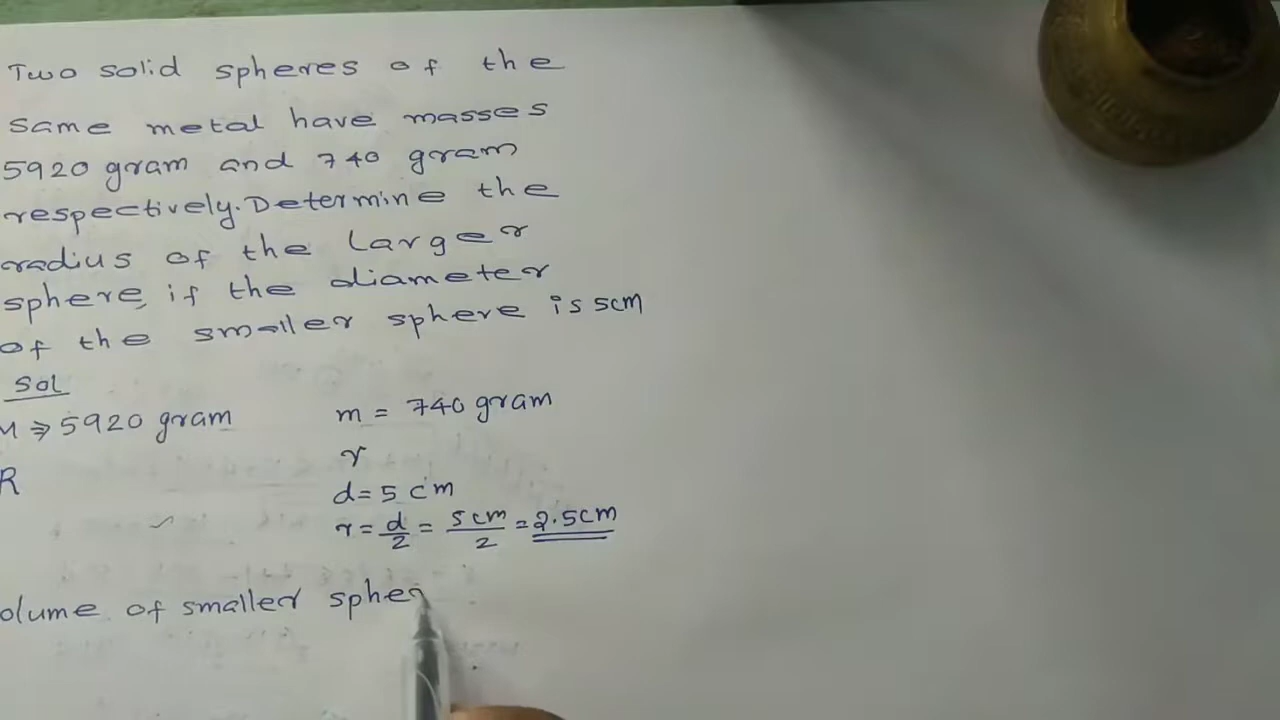 Two solid spheres of the
same metal have masses
5920 gram and 740 gram
respectively. Determine the
radius of the larger
sphere, if the diameter
of the smaller sphere is 5cm
Sol
M ⇒ 5920 gram m = 740 gram
R r
d = 5 cm
r = d/2 = 5cm/2 = 2.5cm
olume of smaller spher